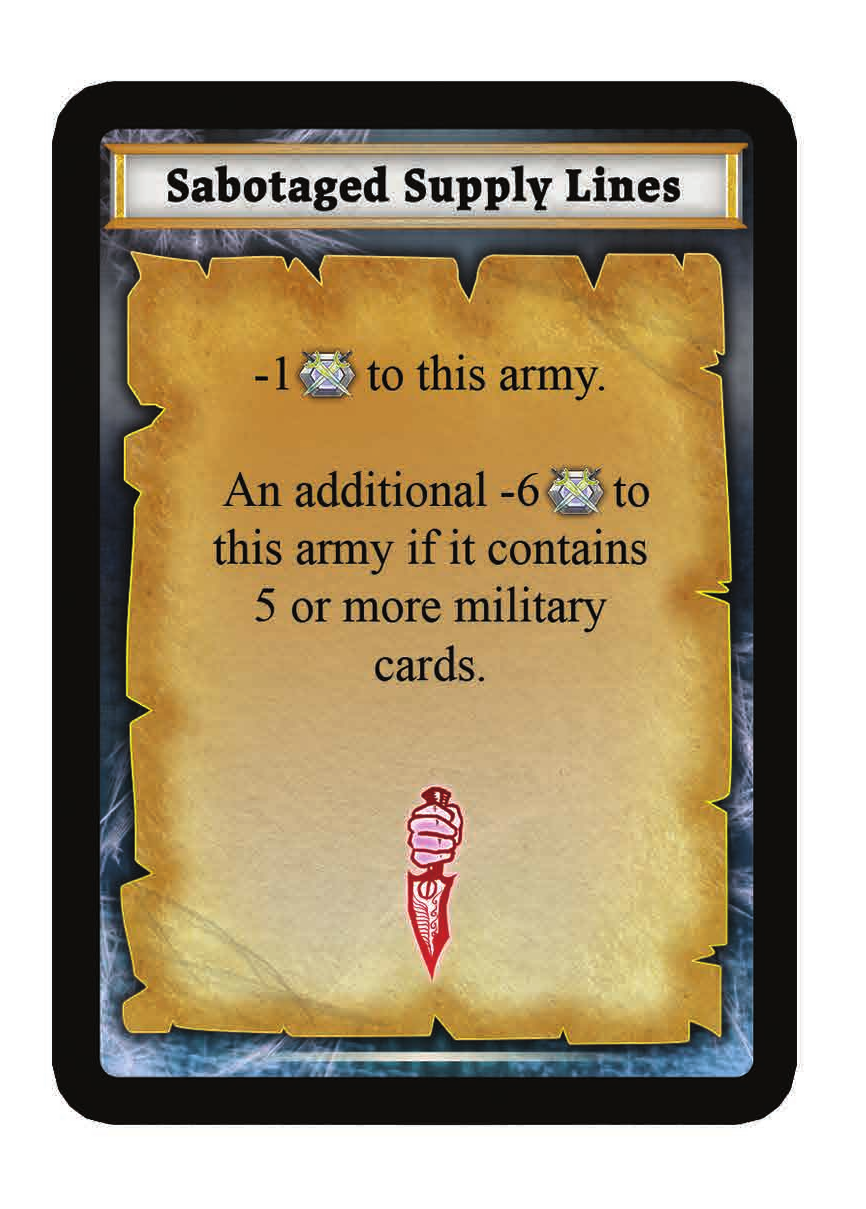 Sabotaged Supply Lines
-1 to this army.
An additional -6 to
this army if it contains
5 or more military
cards.